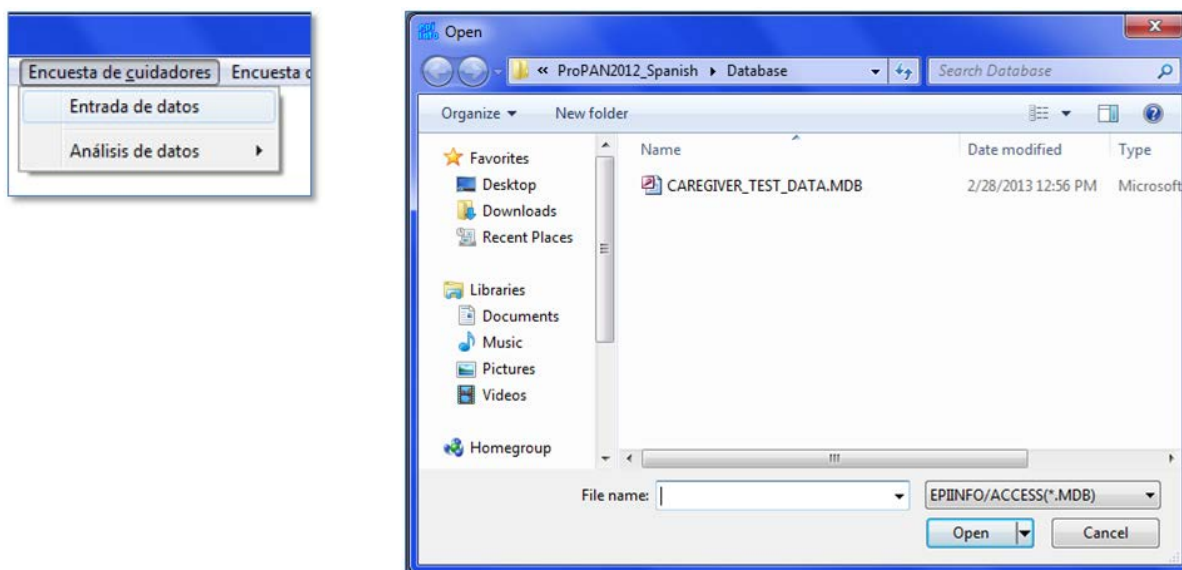 Encuesta de cuidadores Encuesta
Entrada de datos
Análisis de datos
Open
« ProPAN2012_Spanish Database
Search Database
Organize New folder
Name Date modified Type
Favorites
Desktop
Downloads
Recent Places
CAREGIVER_TEST_DATA.MDB 2/28/2013 12:56 PM Microsoft
Libraries
Documents
Music
Pictures
Videos
Homegroup
File name: EPIINFO/ACCESS(*.MDB)
Open Cancel